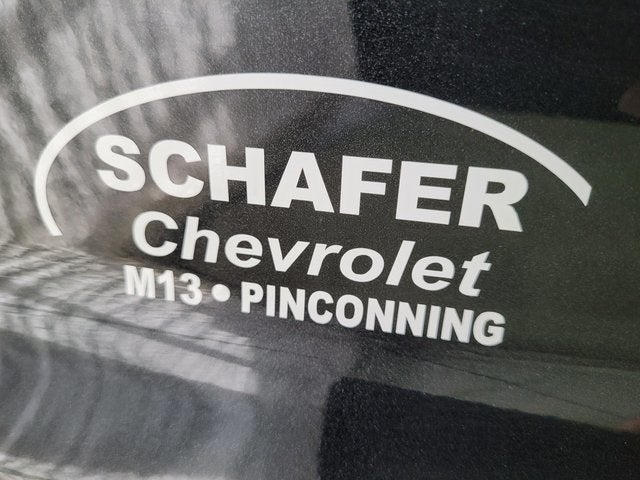 SCHAFER
Chevrolet
M13 • PINCONNING